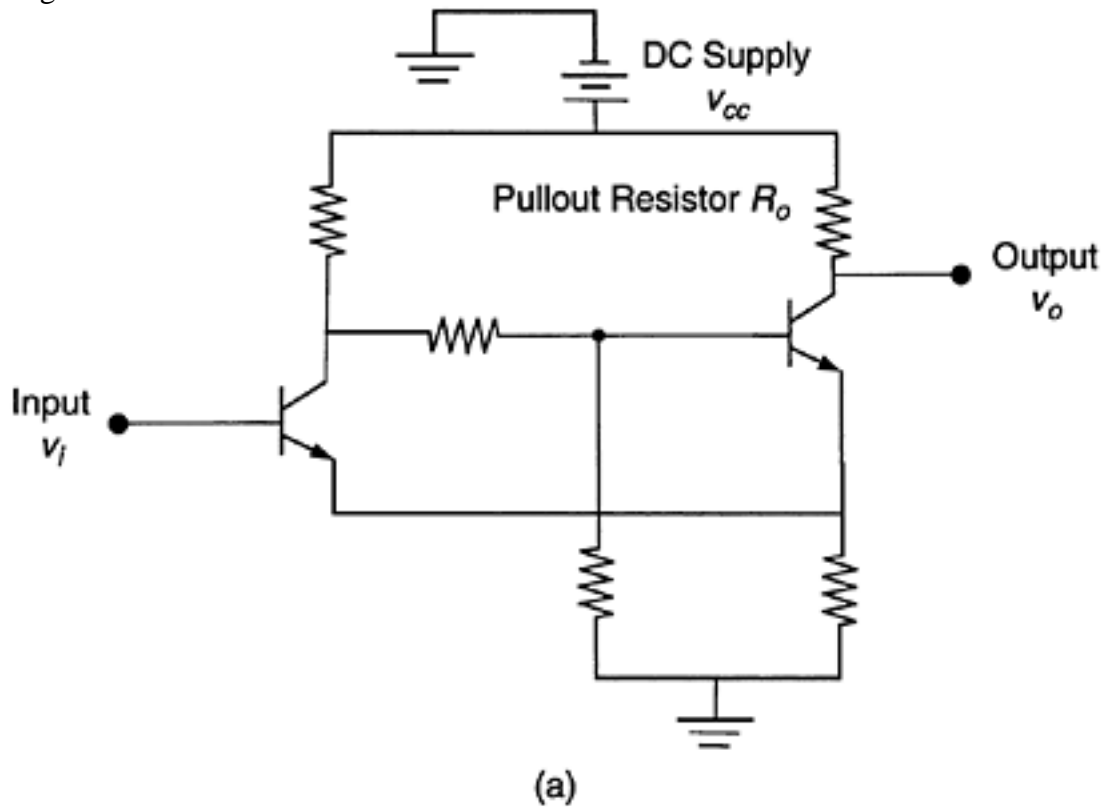 DC Supply
vcc
Pullout Resistor Ro
Output
vo
Input
vi
(a)